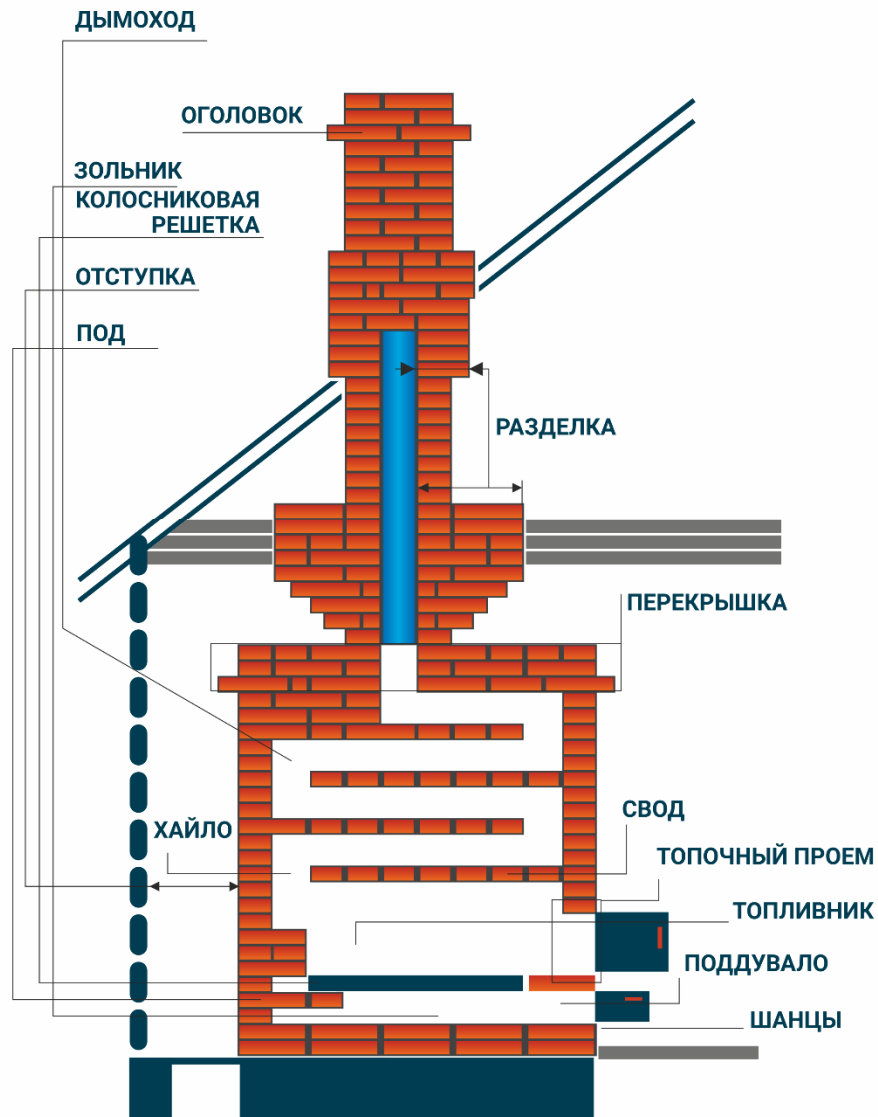 ДЫМОХОД
ОГОЛОВОК
ЗОЛЬНИК
КОЛОСНИКОВАЯ
РЕШЕТКА
ОТСТУПКА
ПОД
РАЗДЕЛКА
ПЕРЕКРЫШКА
ХАЙЛО
СВОД
ТОПОЧНЫЙ ПРОЕМ
ТОПЛИВНИК
ПОДДУВАЛО
ШАНЦЫ